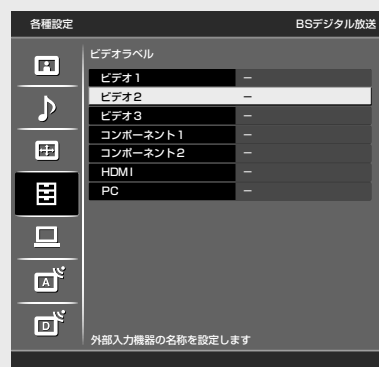 各種設定 BSデジタル放送
ビデオラベル
ビデオ1 −
ビデオ2 −
ビデオ3 −
コンポーネント1 −
コンポーネント2 −
HDMI −
PC −
A
D
外部入力機器の名称を設定します